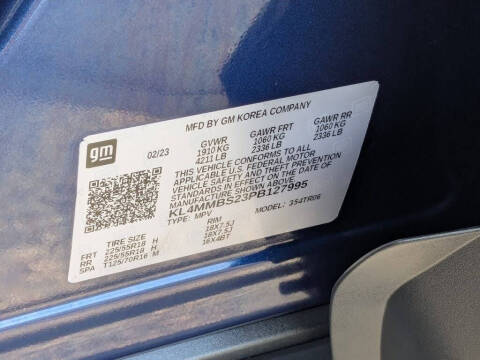 MFD BY GM KOREA COMPANY
gm
02/23 GVWR GAWR FRT GAWR RR
1910 KG 1060 KG 1060 KG
4211 LB 2336 LB 2336 LB
THIS VEHICLE CONFORMS TO ALL
APPLICABLE U.S. FEDERAL MOTOR
VEHICLE SAFETY AND THEFT PREVENTION
STANDARDS IN EFFECT ON THE DATE OF
MANUFACTURE SHOWN ABOVE.
KL4MMBS23PB127995
TYPE: MPV MODEL: 354TR06
TIRE SIZE RIM
FRT 225/55R18 H 18X7.5J
RR 225/55R18 H 18X7.5J
SPA T125/70R16 M 16X4BT